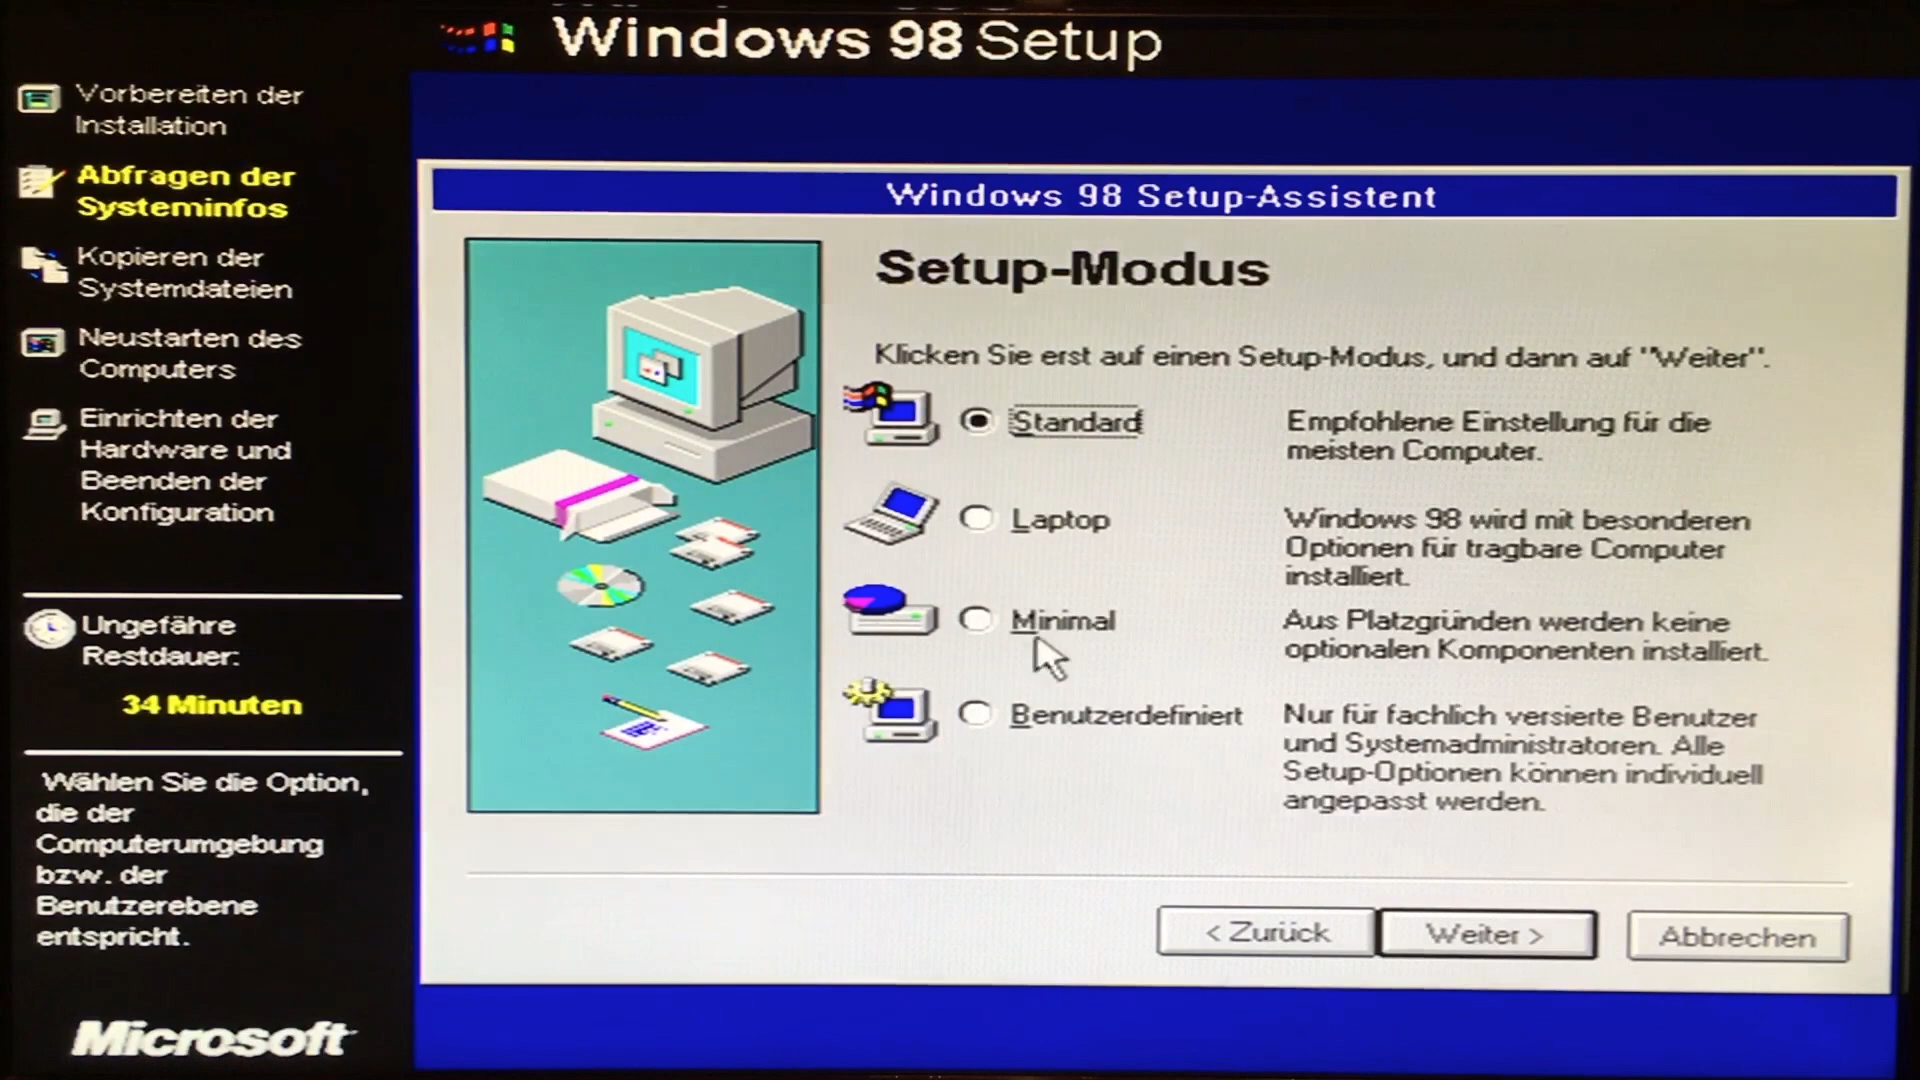 Windows 98 Setup
Vorbereiten der
Installation
Abfragen der
Systeminfos
Kopieren der
Systemdateien
Neustarten des
Computers
Einrichten der
Hardware und
Beenden der
Konfiguration
Ungefähre
Restdauer:
34 Minuten
Wählen Sie die Option,
die der
Computerumgebung
bzw. der
Benutzerebene
entspricht.
Microsoft
Windows 98 Setup-Assistent
Setup-Modus
Klicken Sie erst auf einen Setup-Modus, und dann auf "Weiter".
Standard
Empfohlene Einstellung für die
meisten Computer.
Laptop
Windows 98 wird mit besonderen
Optionen für tragbare Computer
installiert.
Minimal
Aus Platzgründen werden keine
optionalen Komponenten installiert.
Benutzerdefiniert
Nur für fachlich versierte Benutzer
und Systemadministratoren. Alle
Setup-Optionen können individuell
angepasst werden.
< Zurück
Weiter >
Abbrechen